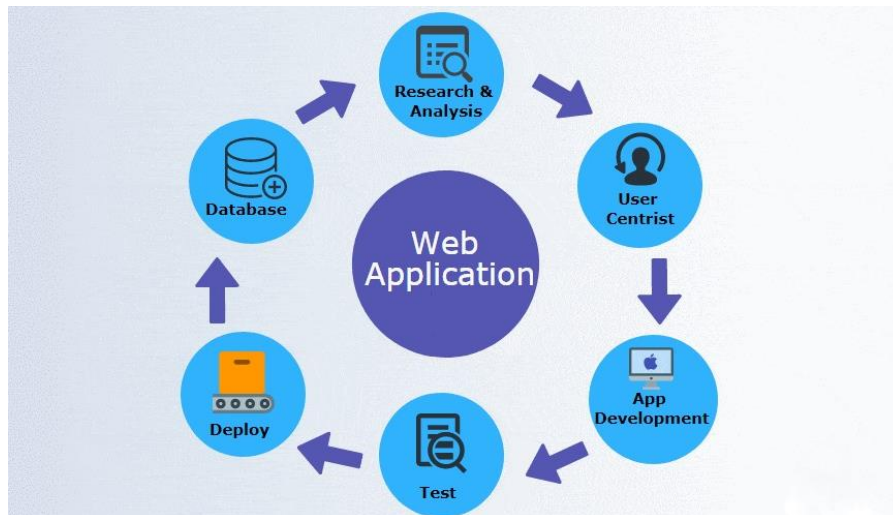 Research &
Analysis
User
Centrist
App
Development
Test
Deploy
Database
Web
Application